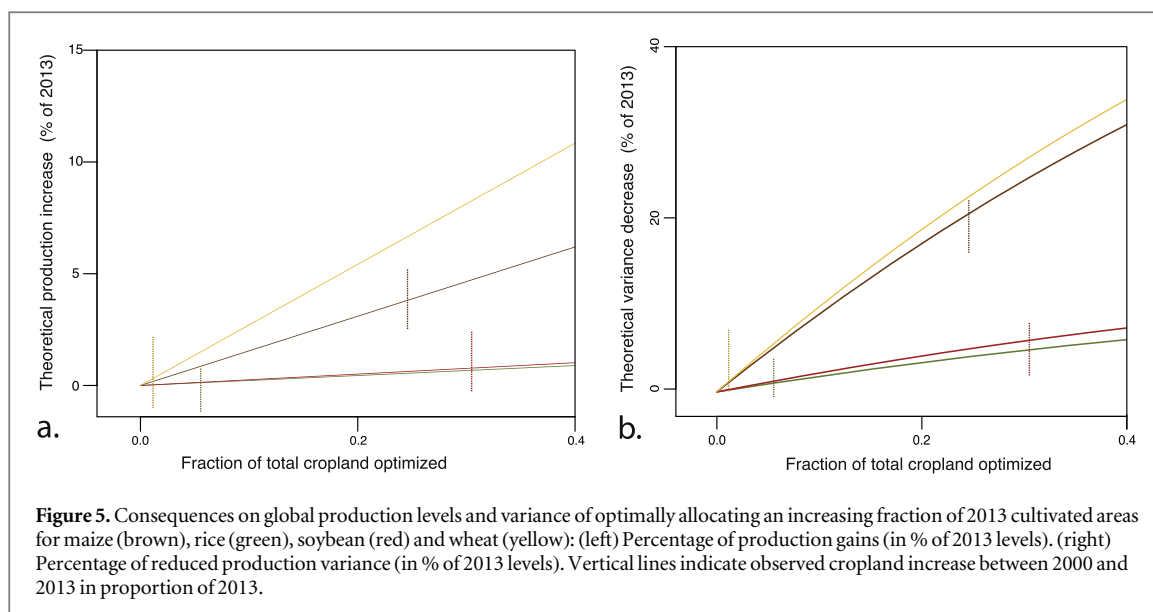 Theoretical production increase (% of 2013)
15
10
5
0
a.
0.0
0.2
0.4
Fraction of total cropland optimized
Theoretical variance decrease (% of 2013)
40
20
0
b.
0.0
0.2
0.4
Fraction of total cropland optimized
Figure 5. Consequences on global production levels and variance of optimally allocating an increasing fraction of 2013 cultivated areas
for maize (brown), rice (green), soybean (red) and wheat (yellow): (left) Percentage of production gains (in % of 2013 levels). (right)
Percentage of reduced production variance (in % of 2013 levels). Vertical lines indicate observed cropland increase between 2000 and
2013 in proportion of 2013.